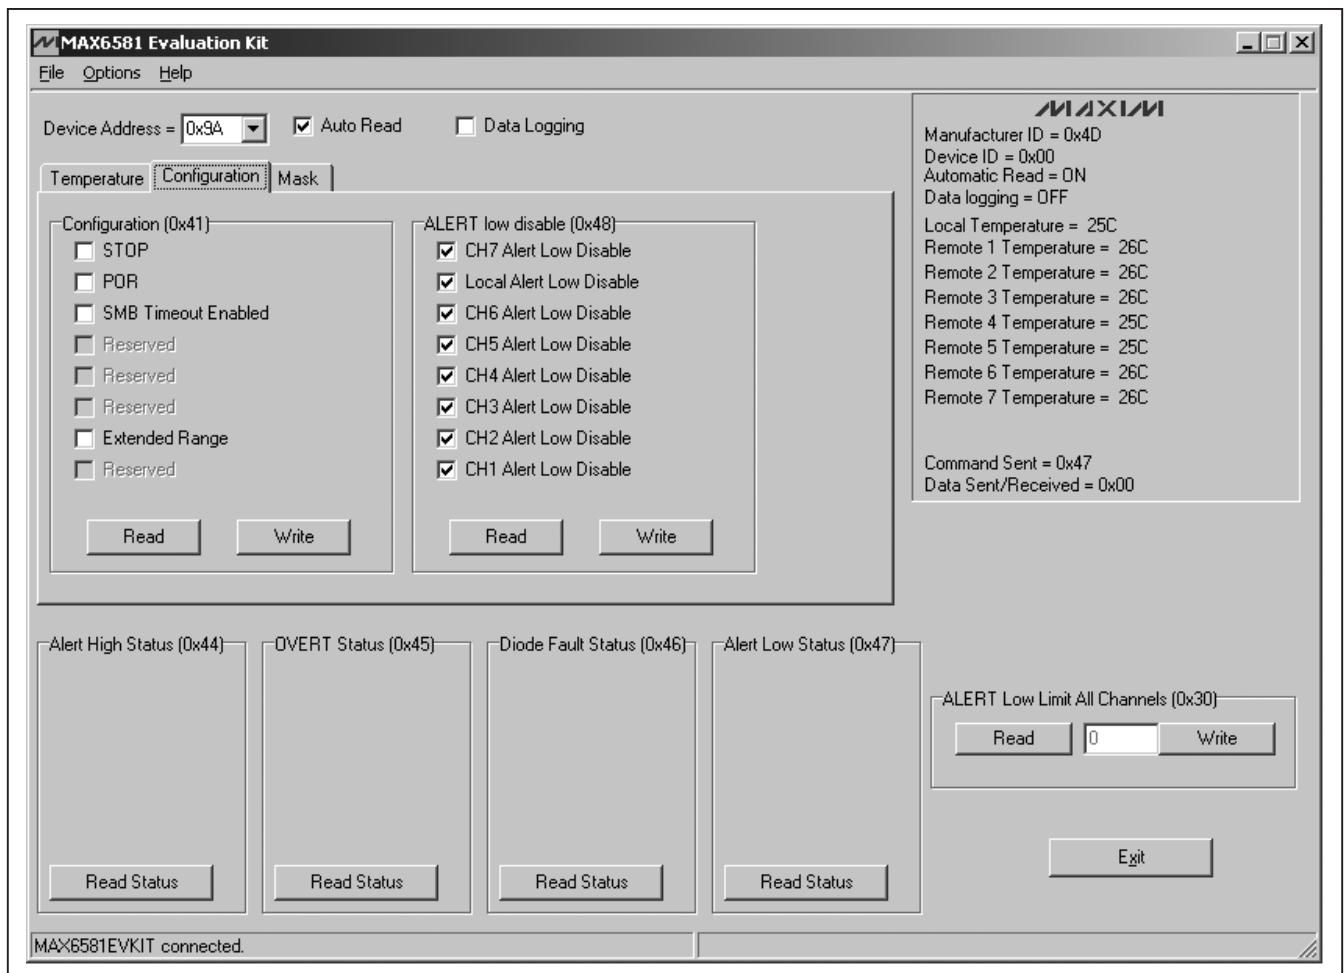 MAX6581 Evaluation Kit
File Options Help
Device Address = 0x9A Auto Read Data Logging
Temperature Configuration Mask
Configuration (0x41)
STOP
POR
SMB Timeout Enabled
Reserved
Reserved
Reserved
Extended Range
Reserved
Read Write
ALERT low disable (0x48)
CH7 Alert Low Disable
Local Alert Low Disable
CH6 Alert Low Disable
CH5 Alert Low Disable
CH4 Alert Low Disable
CH3 Alert Low Disable
CH2 Alert Low Disable
CH1 Alert Low Disable
Read Write
MAXIM
Manufacturer ID = 0x4D
Device ID = 0x00
Automatic Read = ON
Data logging = OFF
Local Temperature = 25C
Remote 1 Temperature = 26C
Remote 2 Temperature = 26C
Remote 3 Temperature = 26C
Remote 4 Temperature = 25C
Remote 5 Temperature = 25C
Remote 6 Temperature = 26C
Remote 7 Temperature = 26C
Command Sent = 0x47
Data Sent/Received = 0x00
Alert High Status (0x44)
Read Status
OVERT Status (0x45)
Read Status
Diode Fault Status (0x46)
Read Status
Alert Low Status (0x47)
Read Status
ALERT Low Limit All Channels (0x30)
Read 0 Write
Exit
MAX6581EVKIT connected.